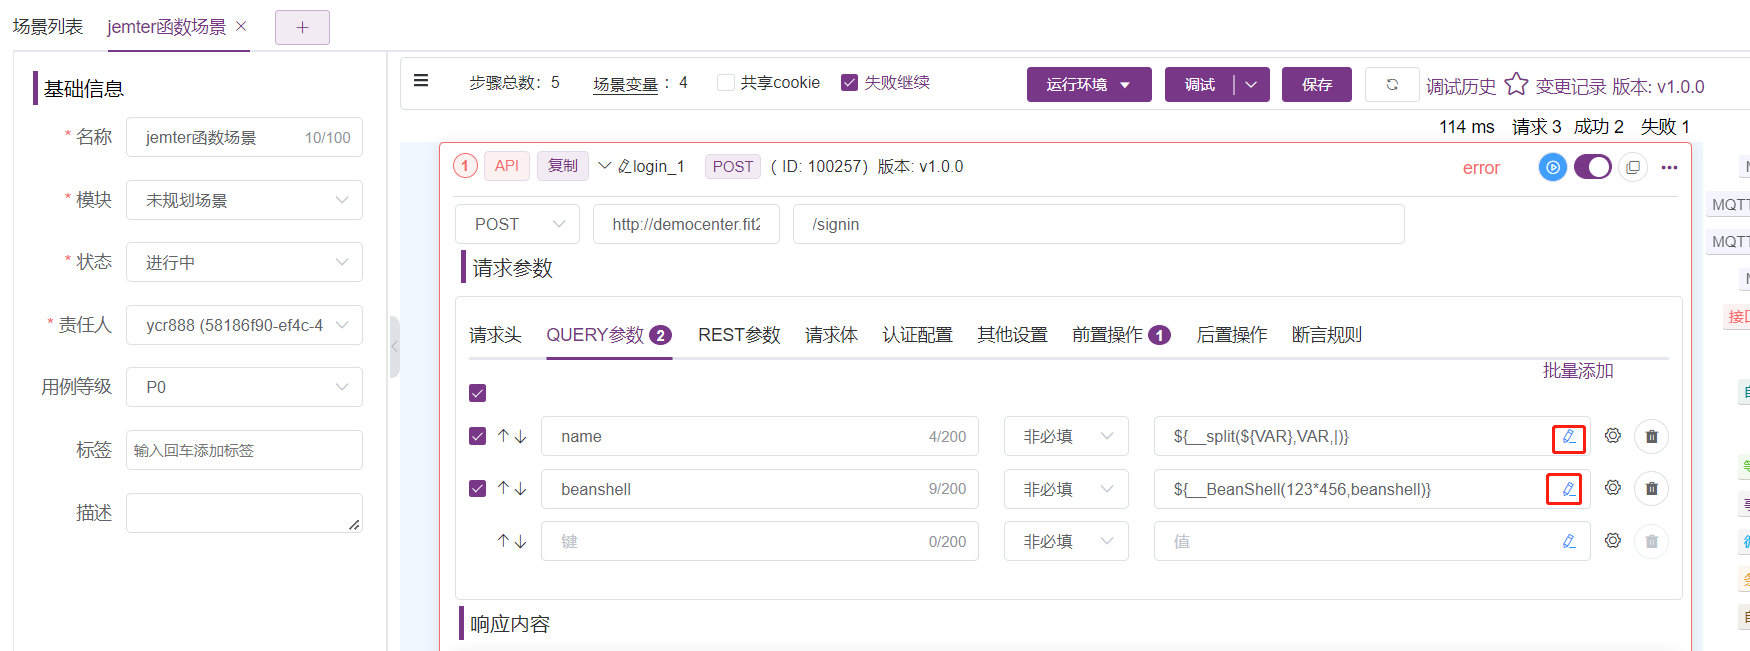 场景列表 jemter函数场景 × +
基础信息
* 名称 jemter函数场景 10/100
* 模块 未规划场景
* 状态 进行中
* 责任人 ycr888 (58186f90-ef4c-4
用例等级 P0
标签 输入回车添加标签
描述
步骤总数：5 场景变量：4 共享cookie 失败继续 运行环境 调试 保存 调试历史 变更记录 版本: v1.0.0
114 ms 请求 3 成功 2 失败 1
1 API 复制 login_1 POST ( ID: 100257) 版本: v1.0.0 error
POST http://democenter.fit2 /signin
请求参数
请求头 QUERY参数 2 REST参数 请求体 认证配置 其他设置 前置操作 1 后置操作 断言规则
批量添加
name 4/200 非必填 ${__split(${VAR},VAR,|)}
beanshell 9/200 非必填 ${__BeanShell(123*456,beanshell)}
键 0/200 非必填 值
响应内容
MQTT
MQTT
接口